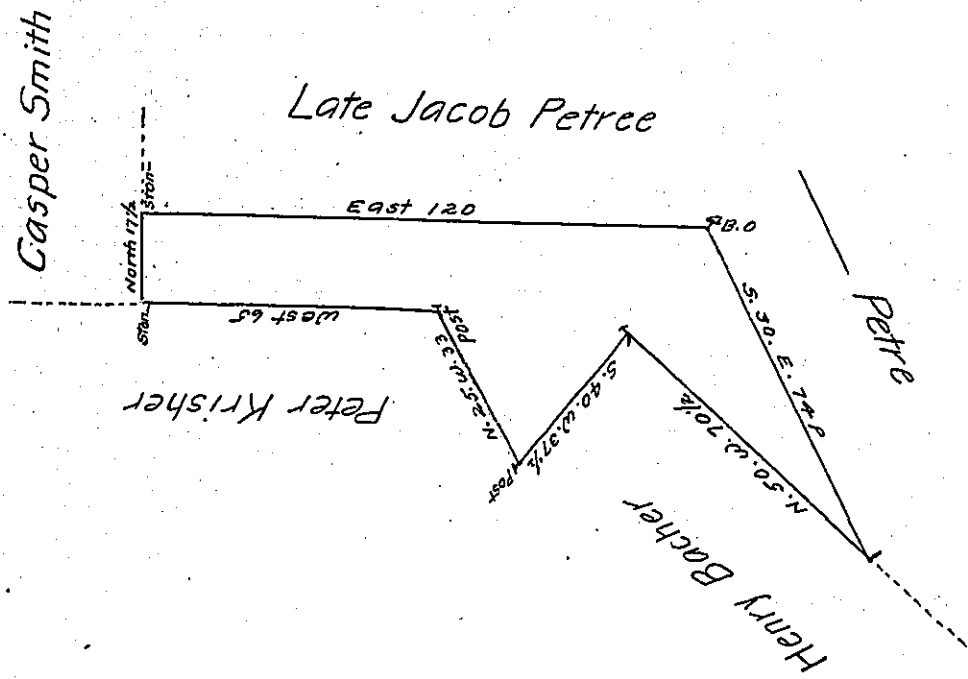 Casper Smith
Late Jacob Petree
Ston=
North 17½
East 120
B.O
Petre
S. 30. E. 74 P
Ston
West 65
Post
N. 25. W. 33
Peter Krisher
Post
S. 40. W. 37½
N. 50. W. 70½
Henry Bacher